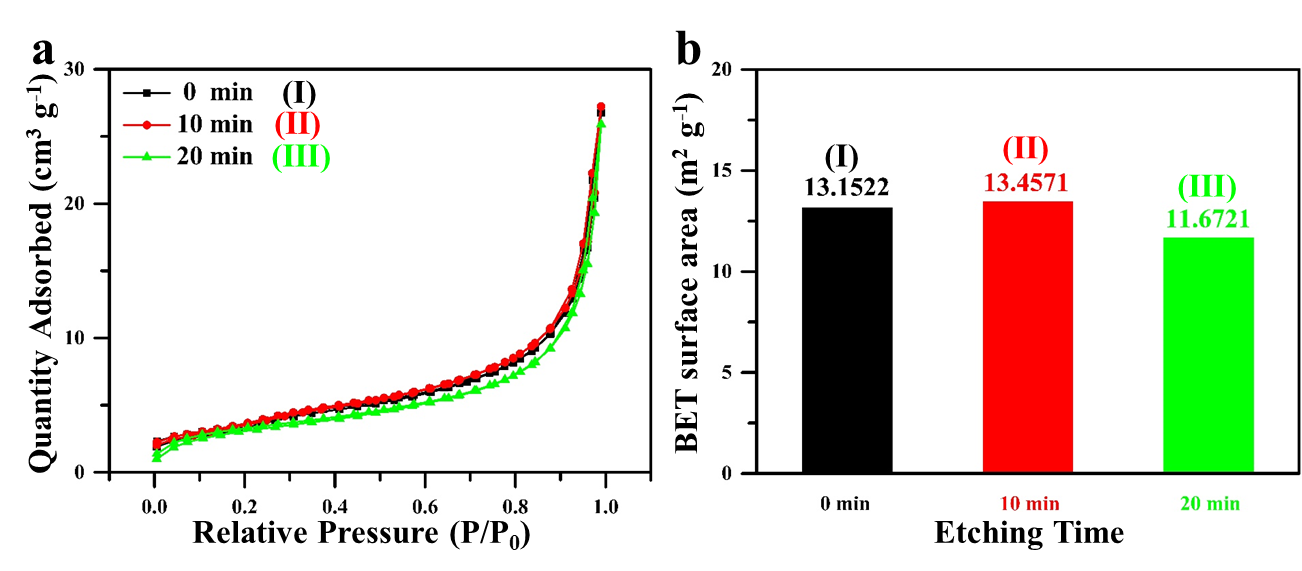 a
Quantity Adsorbed (cm³ g⁻¹)
30
20
10
0
0 min (I)
10 min (II)
20 min (III)
0.0 0.2 0.4 0.6 0.8 1.0
Relative Pressure (P/P₀)
b
BET surface area (m² g⁻¹)
20
15
10
5
0
(I)
13.1522
(II)
13.4571
(III)
11.6721
0 min 10 min 20 min
Etching Time